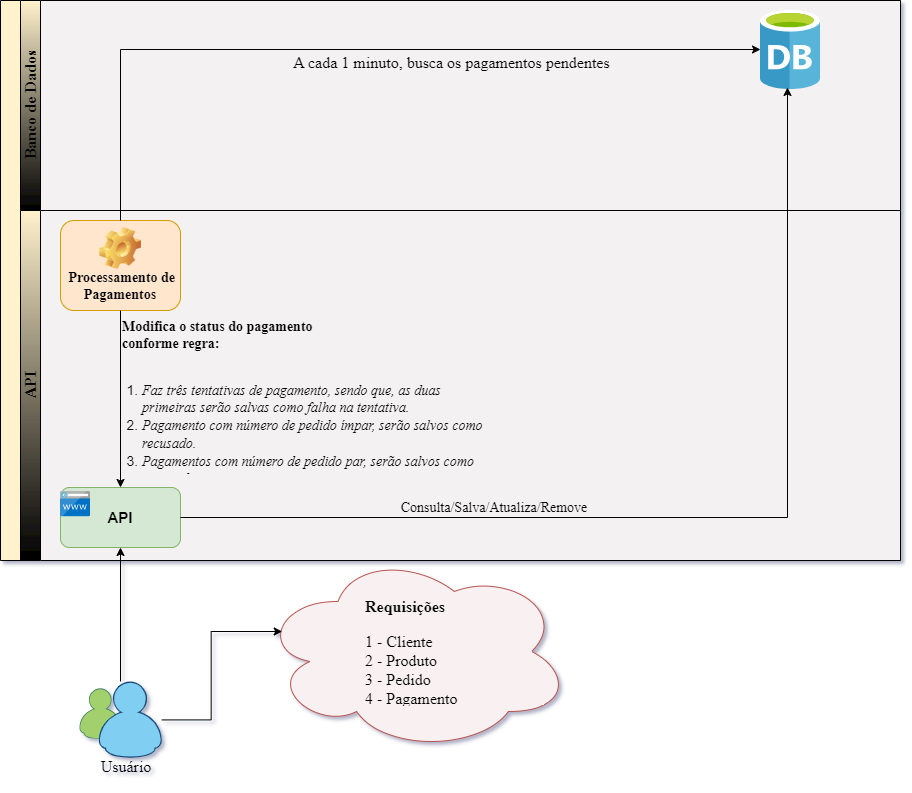 Banco de Dados
DB
A cada 1 minuto, busca os pagamentos pendentes
API
Processamento de
Pagamentos
Modifica o status do pagamento
conforme regra:
1. Faz três tentativas de pagamento, sendo que, as duas
primeiras serão salvas como falha na tentativa.
2. Pagamento com número de pedido ímpar, serão salvos como
recusado.
3. Pagamentos com número de pedido par, serão salvos como
www
API
Consulta/Salva/Atualiza/Remove
Requisições
1 - Cliente
2 - Produto
3 - Pedido
4 - Pagamento
Usuário